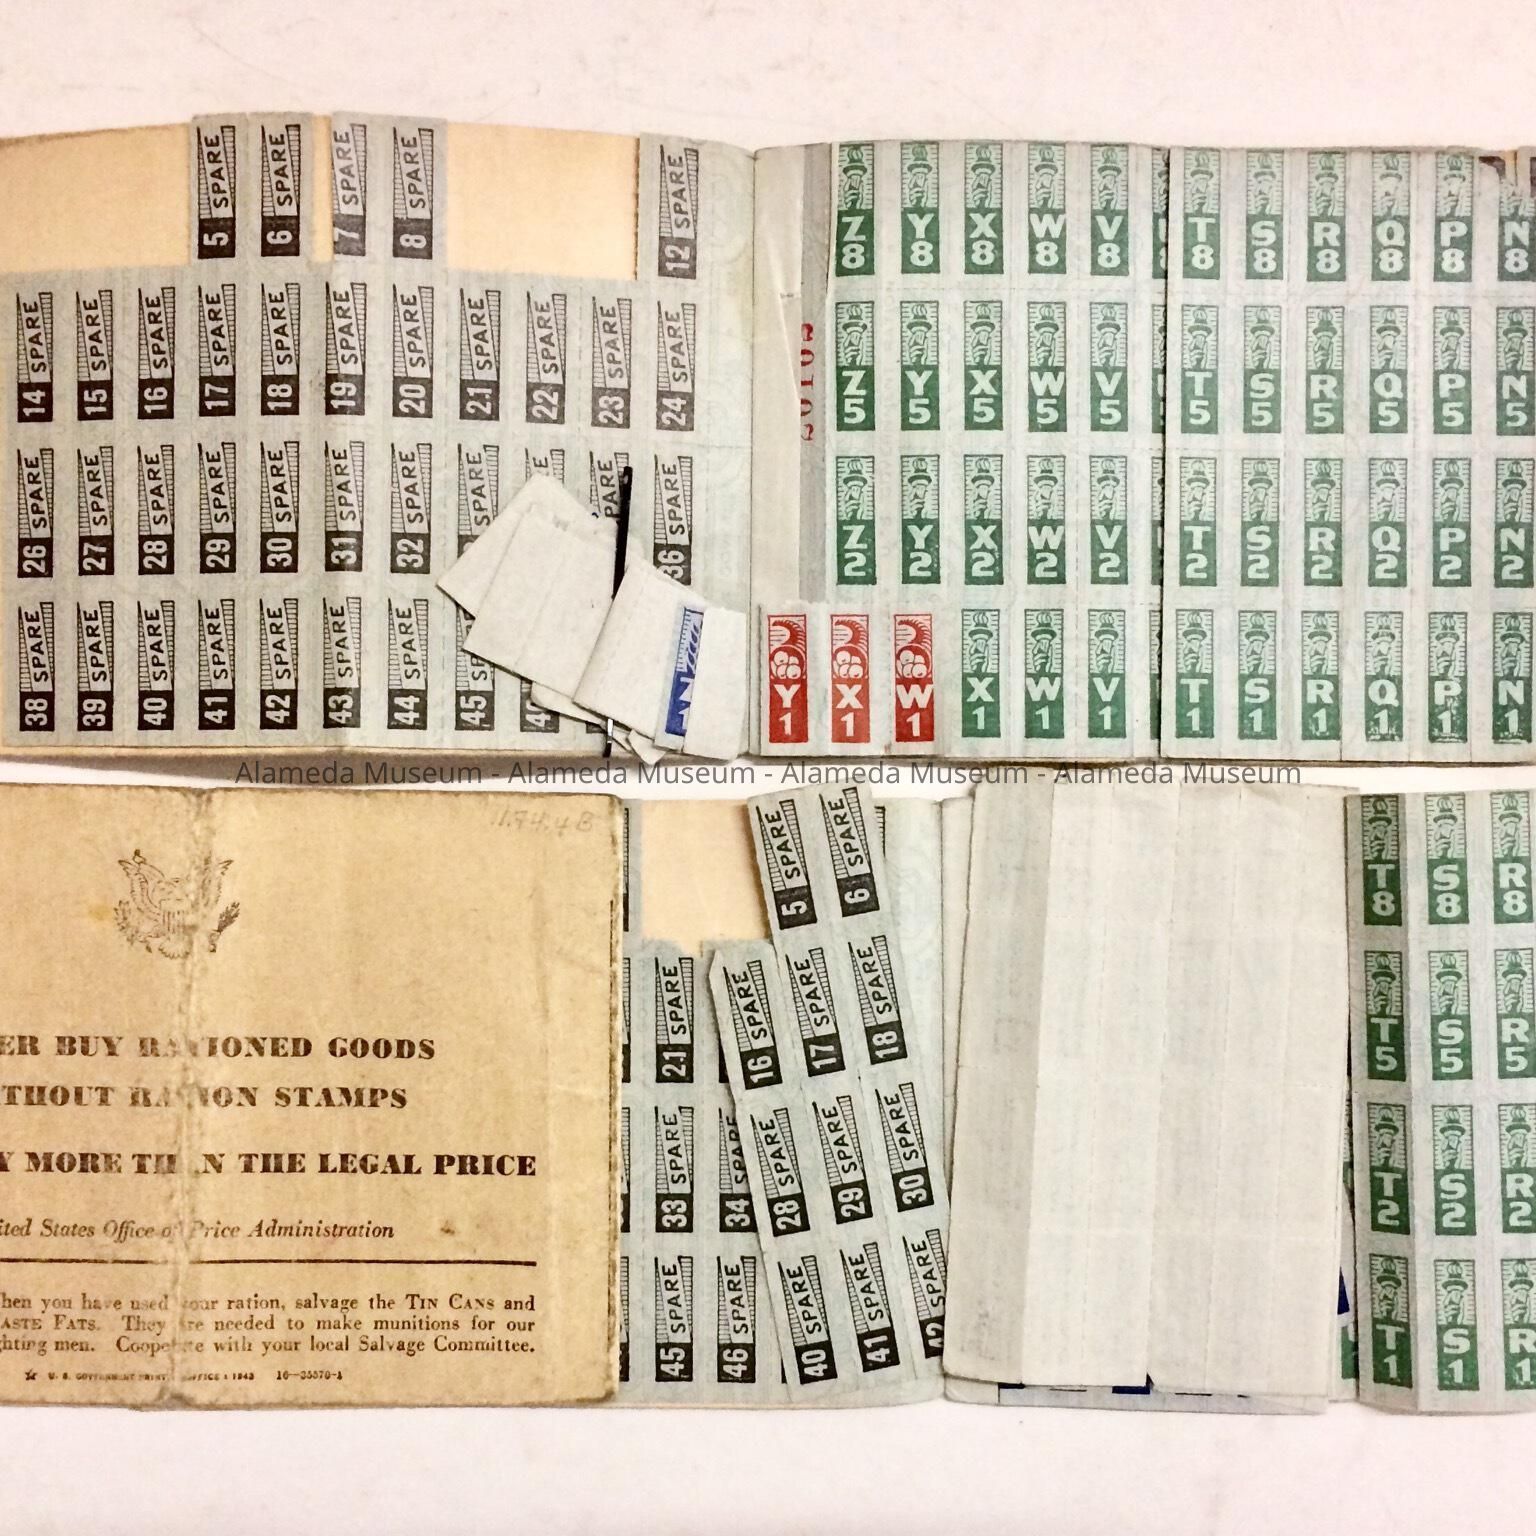 5 SPARE 6 SPARE 7 SPARE 8 SPARE 12 SPARE
14 SPARE 15 SPARE 16 SPARE 17 SPARE 18 SPARE 19 SPARE 20 SPARE 21 SPARE 22 SPARE 23 SPARE 24 SPARE
26 SPARE 27 SPARE 28 SPARE 29 SPARE 30 SPARE 31 SPARE 32 SPARE SPARE SPARE 36 SPARE
38 SPARE 39 SPARE 40 SPARE 41 SPARE 42 SPARE 43 SPARE 44 SPARE 45
Z8 Y8 X8 W8 V8 T8 S8 R8 Q8 P8 N8
Z5 Y5 X5 W5 V5 T5 S5 R5 Q5 P5 N5
Z2 Y2 X2 W2 V2 T2 S2 R2 Q2 P2 N2
Y1 X1 W1 X1 W1 V1 T1 S1 R1 Q1 P1 N1
Alameda Museum - Alameda Museum - Alameda Museum - Alameda Museum
ER BUY RATIONED GOODS
THOUT RATION STAMPS
Y MORE THAN THE LEGAL PRICE
ited States Office of Price Administration
hen you have used your ration, salvage the TIN CANS and
ASTE FATS. They are needed to make munitions for our
ghting men. Cooperate with your local Salvage Committee.
U. S. GOVERNMENT PRINTING OFFICE : 1943 16—35570-1
5 SPARE 6 SPARE
21 SPARE 16 SPARE 17 SPARE 18 SPARE
33 SPARE 34 SPARE 28 SPARE 29 SPARE 30 SPARE
45 SPARE 46 SPARE 40 SPARE 41 SPARE 42 SPARE
T8 S8 R8
T5 S5 R5
T2 S2 R2
T1 S1 R1